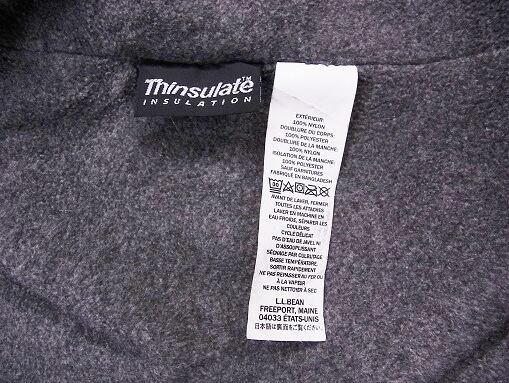 Thinsulate™
INSULATION
EXTÉRIEUR:
100% NYLON
DOUBLURE DU CORPS:
100% POLYESTER
DOUBLURE DE LA MANCHE:
100% NYLON
ISOLATION DE LA MANCHE:
100% POLYESTER
SAUF GARNITURES
FABRIQUÉ EN BANGLADESH
30
AVANT DE LAVER, FERMER
TOUTES LES ATTACHES
LAVER EN MACHINE EN
EAU FROIDE, SÉPARER LES
COULEURS
CYCLE DÉLICAT
PAS D'EAU DE JAVEL NI
D'ASSOUPLISSANT
SÉCHAGE PAR CULBUTAGE
BASSE TEMPÉRATURE.
SORTIR RAPIDEMENT
NE PAS REPASSER AU FER OU
À LA VAPEUR
NE PAS NETTOYER À SEC
L.L.BEAN
FREEPORT, MAINE
04033 ÉTATS-UNIS
日本語は裏面をご覧ください。